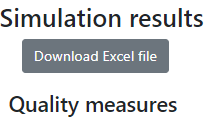 Simulation results
Download Excel file
Quality measures